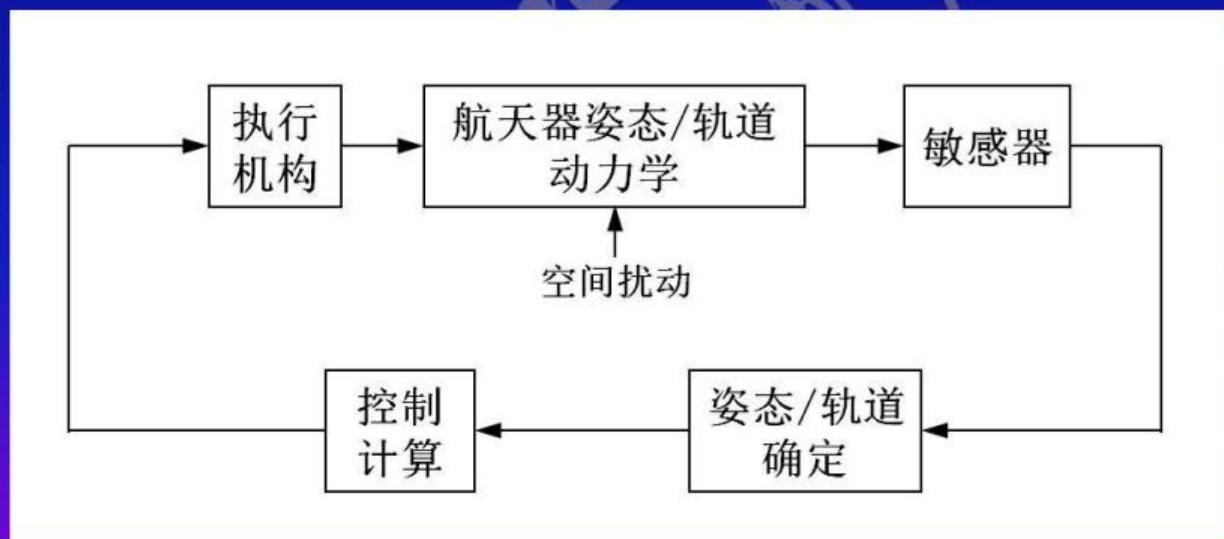 执行
机构
航天器姿态/轨道
动力学
敏感器
空间扰动
控制
计算
姿态/轨道
确定